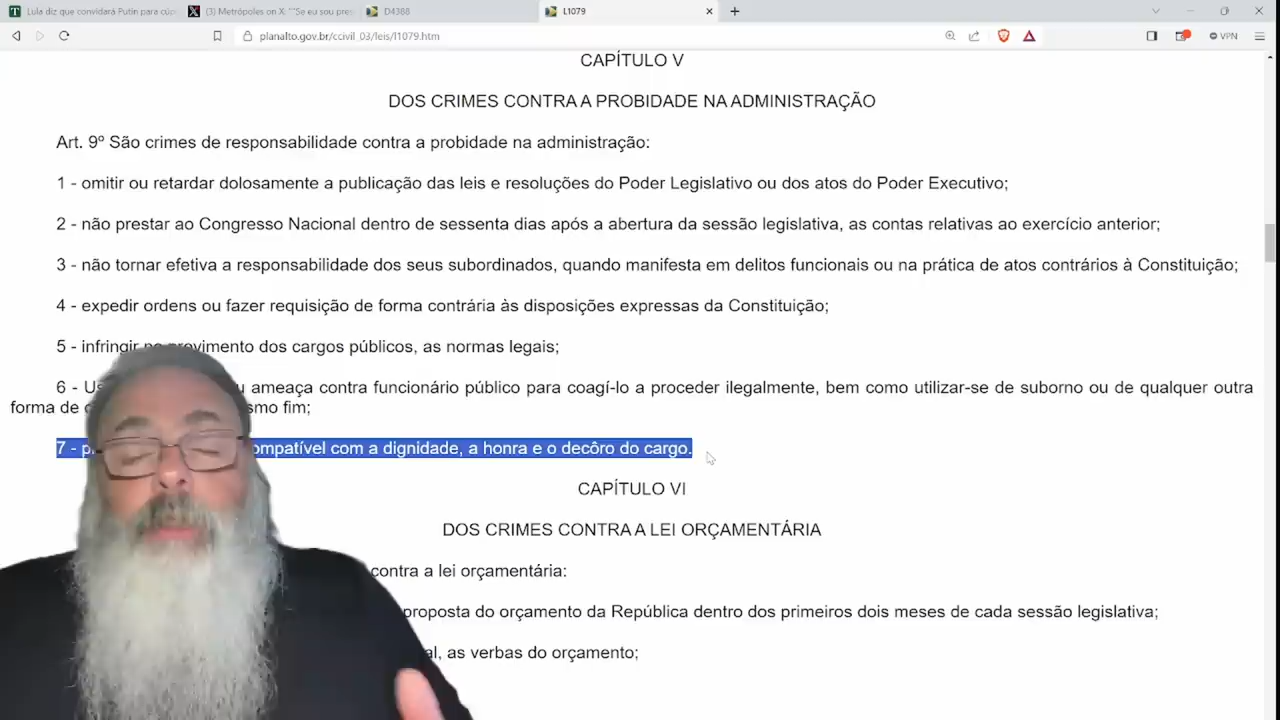 Lula diz que convidará Putin para cúp
(3) Metrópoles on X: "“Se eu sou pres
D4388
L1079
planalto.gov.br/ccivil_03/leis/l1079.htm
VPN
CAPÍTULO V
DOS CRIMES CONTRA A PROBIDADE NA ADMINISTRAÇÃO
Art. 9º São crimes de responsabilidade contra a probidade na administração:
1 - omitir ou retardar dolosamente a publicação das leis e resoluções do Poder Legislativo ou dos atos do Poder Executivo;
2 - não prestar ao Congresso Nacional dentro de sessenta dias após a abertura da sessão legislativa, as contas relativas ao exercício anterior;
3 - não tornar efetiva a responsabilidade dos seus subordinados, quando manifesta em delitos funcionais ou na prática de atos contrários à Constituição;
4 - expedir ordens ou fazer requisição de forma contrária às disposições expressas da Constituição;
5 - infringir no provimento dos cargos públicos, as normas legais;
6 - ameaça contra funcionário público para coagí-lo a proceder ilegalmente, bem como utilizar-se de suborno ou de qualquer outra
forma de fim;
7 - com a dignidade, a honra e o decôro do cargo.
CAPÍTULO VI
DOS CRIMES CONTRA A LEI ORÇAMENTÁRIA
contra a lei orçamentária:
proposta do orçamento da República dentro dos primeiros dois meses de cada sessão legislativa;
as verbas do orçamento;